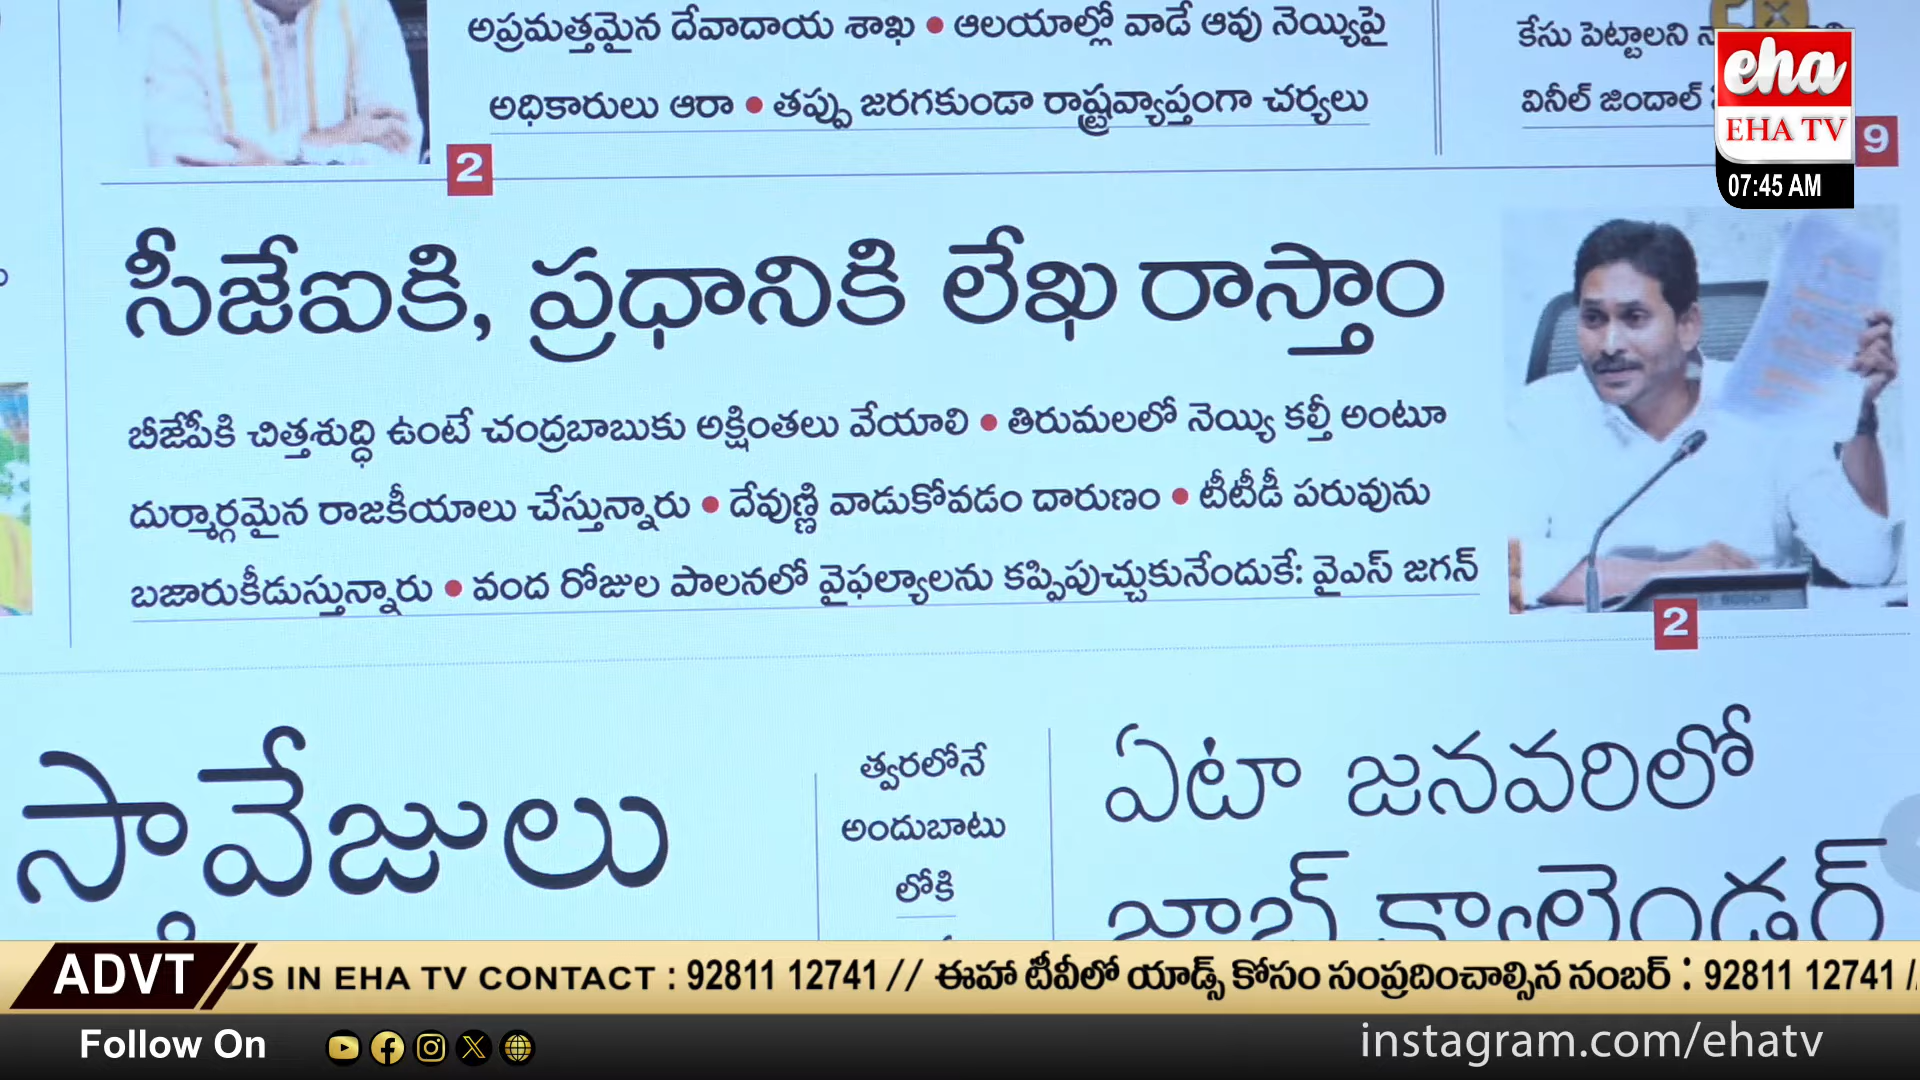 అప్రమత్తమైన దేవాదాయ శాఖ • ఆలయాల్లో వాడే ఆవు నెయ్యిపై
అధికారులు ఆరా • తప్పు జరగకుండా రాష్ట్రవ్యాప్తంగా చర్యలు
2
కేసు పెట్టాలని
వినీల్ జిందాల్
9
eha
EHA TV
07:45 AM
సీజేఐకి, ప్రధానికి లేఖ రాస్తాం
బీజేపీకి చిత్తశుద్ధి ఉంటే చంద్రబాబుకు అక్షింతలు వేయాలి • తిరుమలలో నెయ్యి కల్తీ అంటూ
దుర్మార్గమైన రాజకీయాలు చేస్తున్నారు • దేవుణ్ణి వాడుకోవడం దారుణం • టీటీడీ పరువును
బజారుకీడుస్తున్నారు • వంద రోజుల పాలనలో వైఫల్యాలను కప్పిపుచ్చుకునేందుకే: వైఎస్ జగన్
2
స్తావేజులు
త్వరలోనే
అందుబాటు
లోకి
ఏటా జనవరిలో
జాబ్ క్యాలెండర్
ADVT
DS IN EHA TV CONTACT : 92811 12741 // ఈహా టీవీలో యాడ్స్ కోసం సంప్రదించాల్సిన నంబర్ : 92811 12741 /
Follow On
instagram.com/ehatv